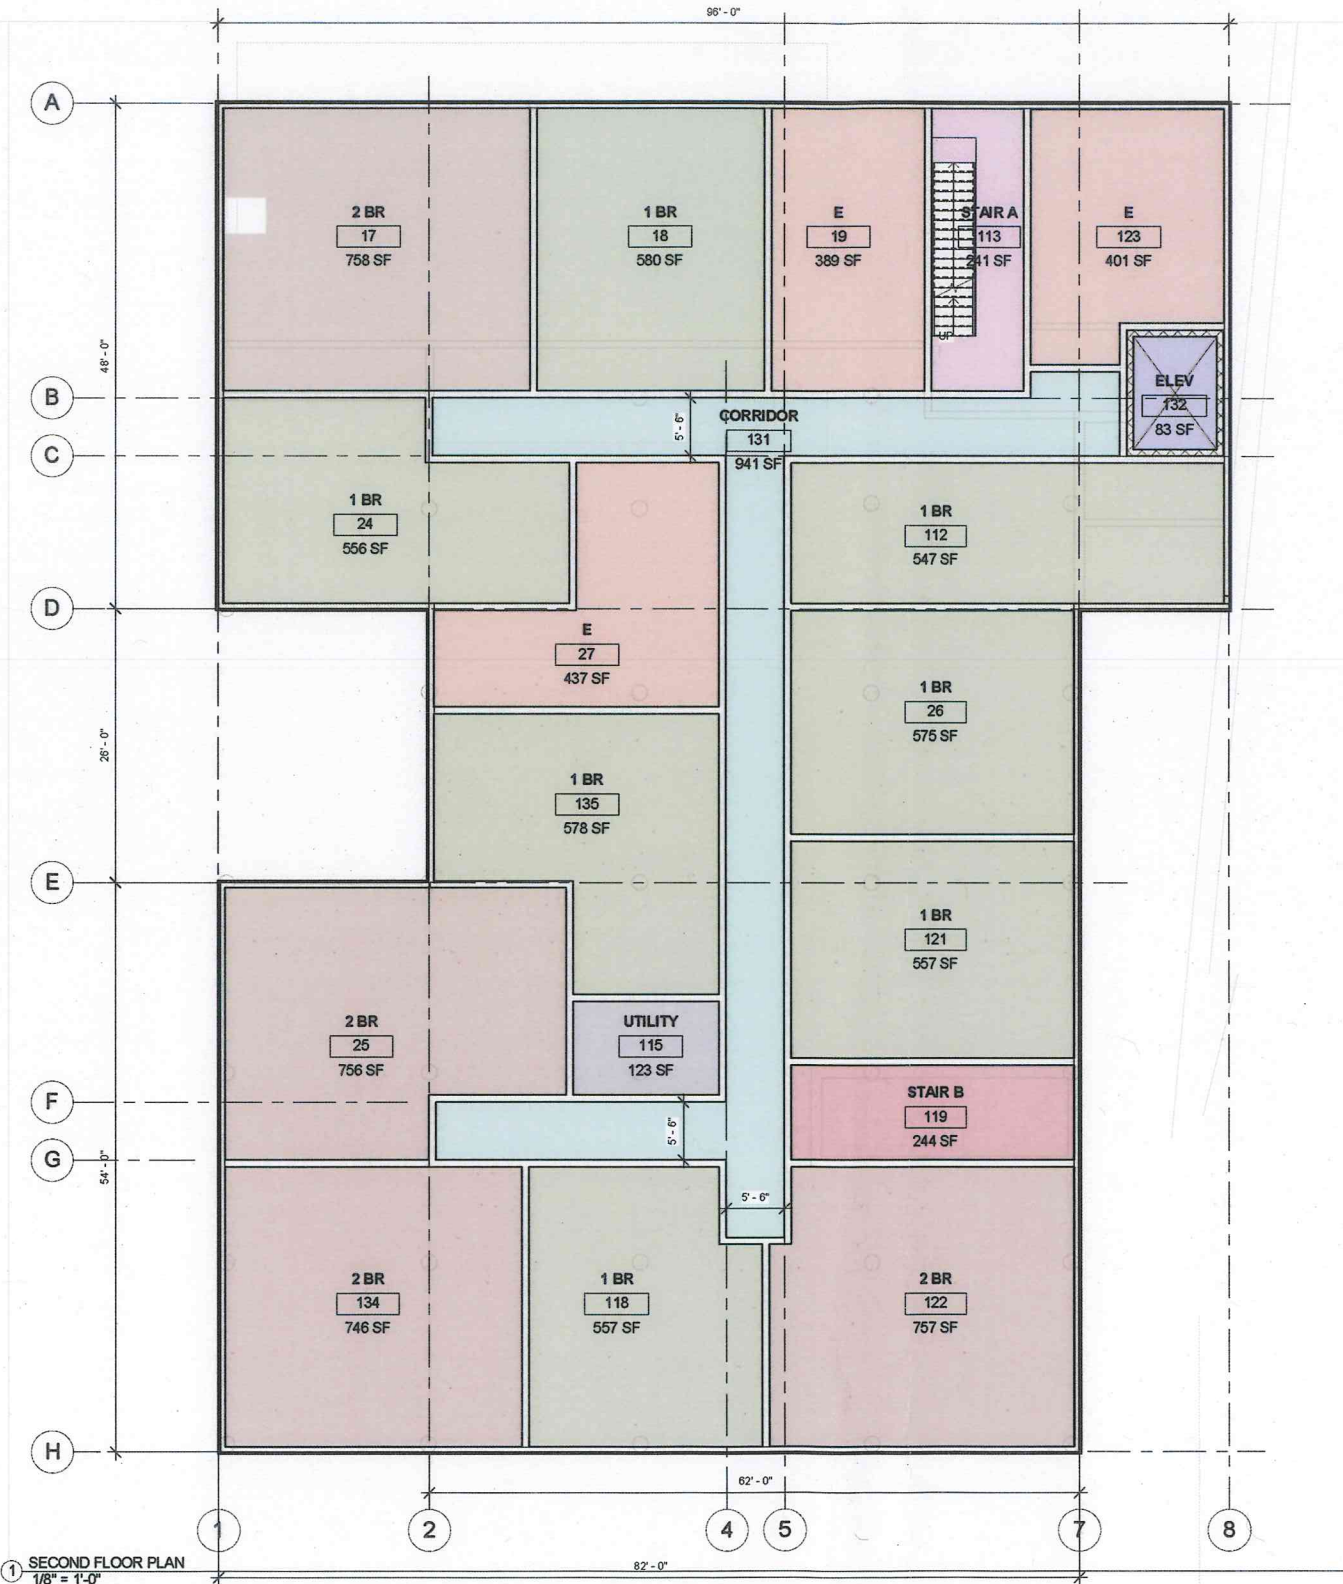 96' - 0"
A
2 BR
17
758 SF
1 BR
18
580 SF
E
19
389 SF
STAIR A
113
241 SF
E
123
401 SF
UP
48' - 0"
B
ELEV
132
83 SF
CORRIDOR
131
941 SF
5' - 6"
C
1 BR
24
556 SF
1 BR
112
547 SF
D
E
27
437 SF
1 BR
26
575 SF
26' - 0"
1 BR
135
578 SF
E
1 BR
121
557 SF
2 BR
25
756 SF
UTILITY
115
123 SF
F
STAIR B
119
244 SF
5' - 6"
G
54' - 0"
5' - 6"
2 BR
134
746 SF
1 BR
118
557 SF
2 BR
122
757 SF
H
62' - 0"
1
2
4
5
7
8
1
SECOND FLOOR PLAN
1/8" = 1'-0"
82' - 0"